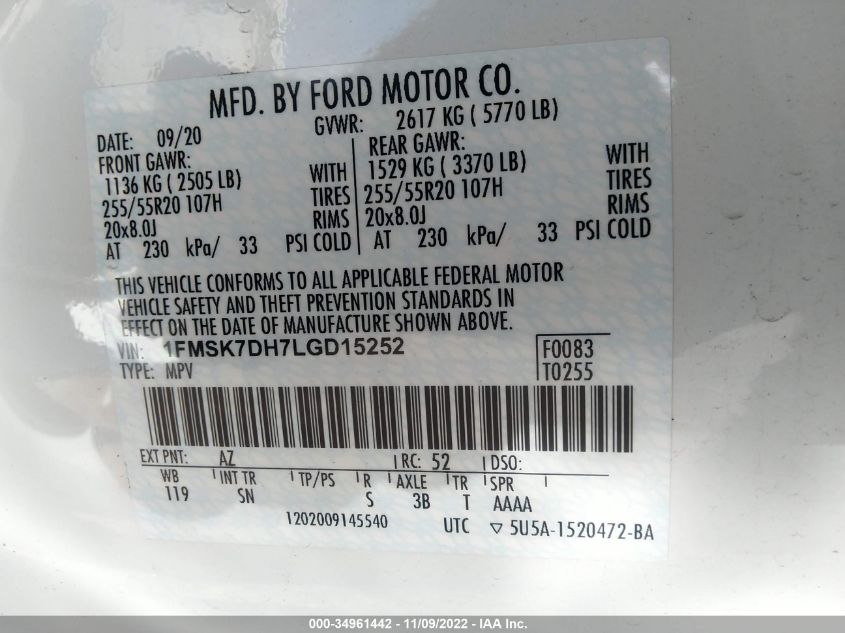 MFD. BY FORD MOTOR CO.
DATE: 09/20 GVWR: 2617 KG ( 5770 LB)
FRONT GAWR: REAR GAWR:
1136 KG ( 2505 LB) WITH 1529 KG ( 3370 LB) WITH
255/55R20 107H TIRES 255/55R20 107H TIRES
20x8.0J RIMS 20x8.0J RIMS
AT 230 kPa/ 33 PSI COLD AT 230 kPa/ 33 PSI COLD
THIS VEHICLE CONFORMS TO ALL APPLICABLE FEDERAL MOTOR
VEHICLE SAFETY AND THEFT PREVENTION STANDARDS IN
EFFECT ON THE DATE OF MANUFACTURE SHOWN ABOVE.
VIN: 1FMSK7DH7LGD15252 F0083
TYPE: MPV T0255
EXT PNT: AZ RC: 52 DSO:
WB INT TR TP/PS R AXLE TR SPR
119 SN S 3B T AAAA
1202009145540 UTC ▽ 5U5A-1520472-BA
000-34961442 - 11/09/2022 - IAA Inc.